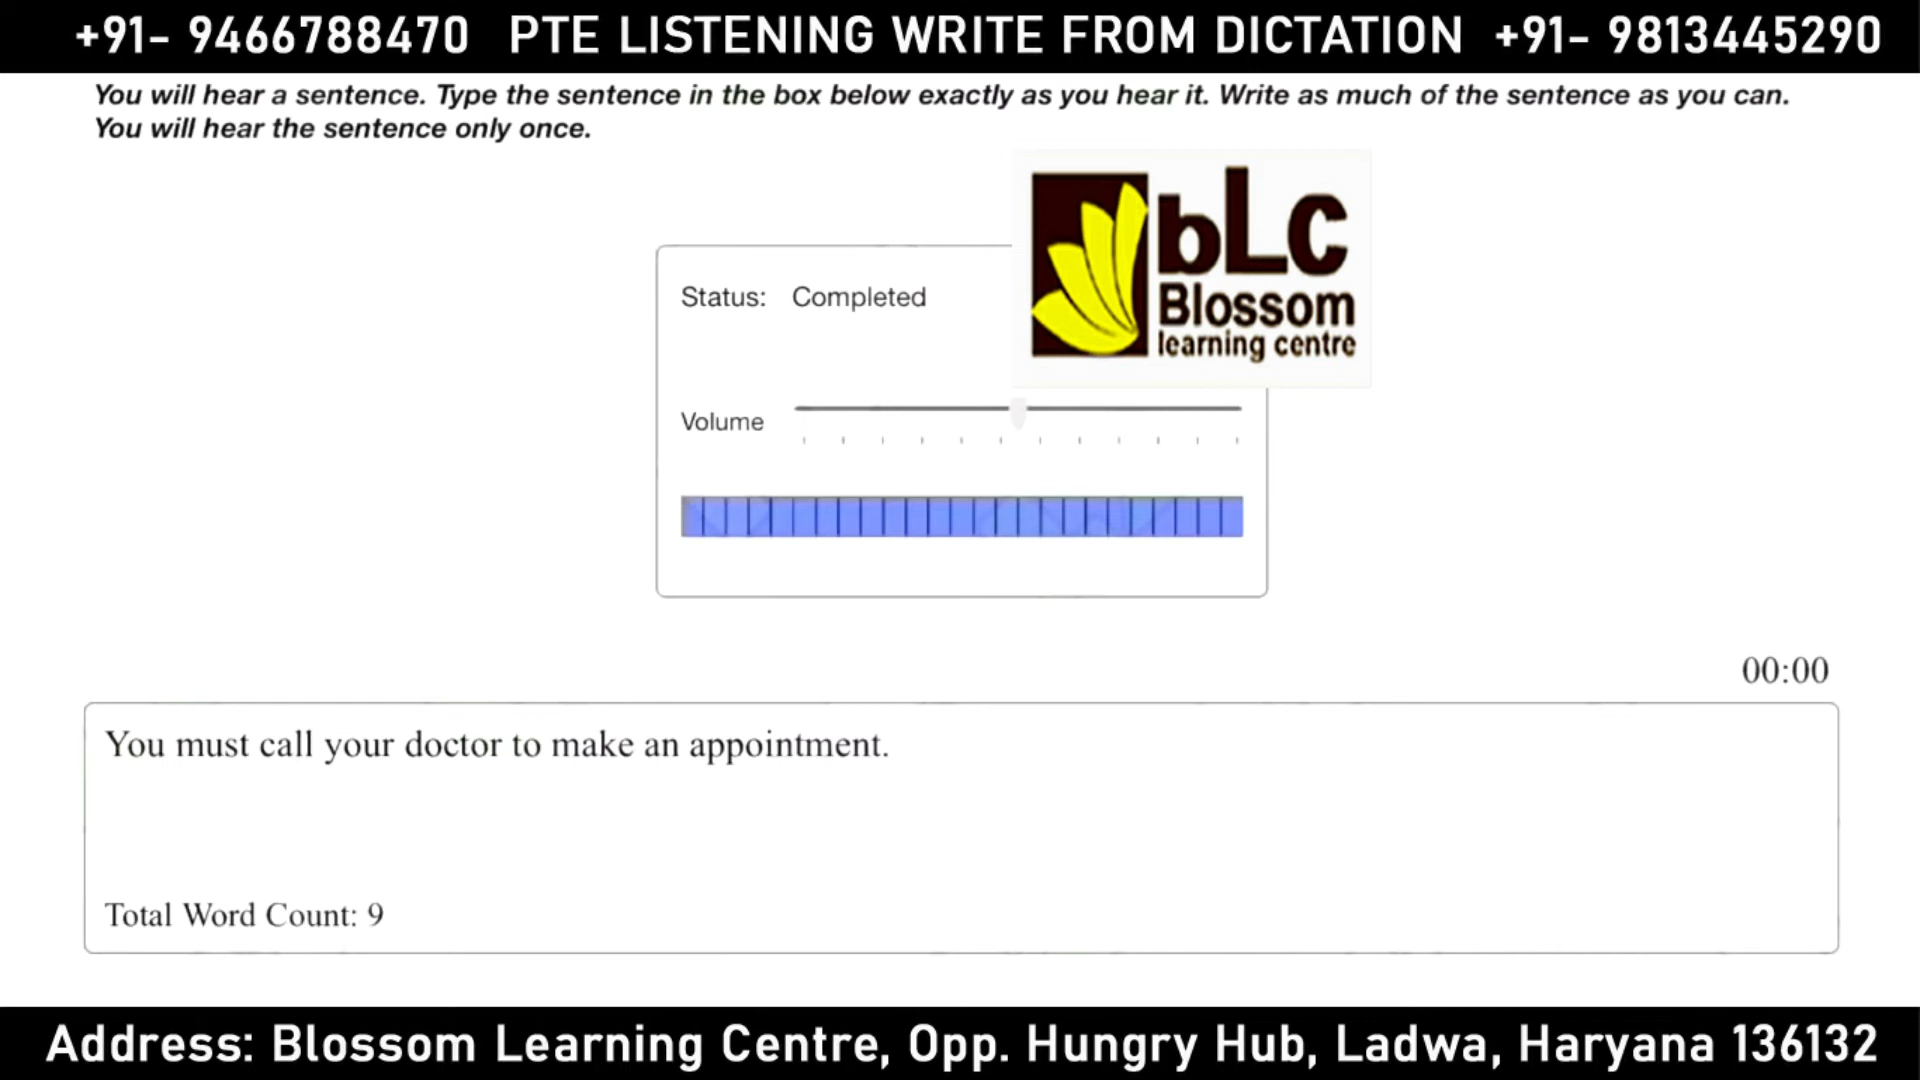 +91- 9466788470 PTE LISTENING WRITE FROM DICTATION +91- 9813445290
You will hear a sentence. Type the sentence in the box below exactly as you hear it. Write as much of the sentence as you can.
You will hear the sentence only once.
bLC
Blossom
learning centre
Status: Completed
Volume
00:00
You must call your doctor to make an appointment.
Total Word Count: 9
Address: Blossom Learning Centre, Opp. Hungry Hub, Ladwa, Haryana 136132